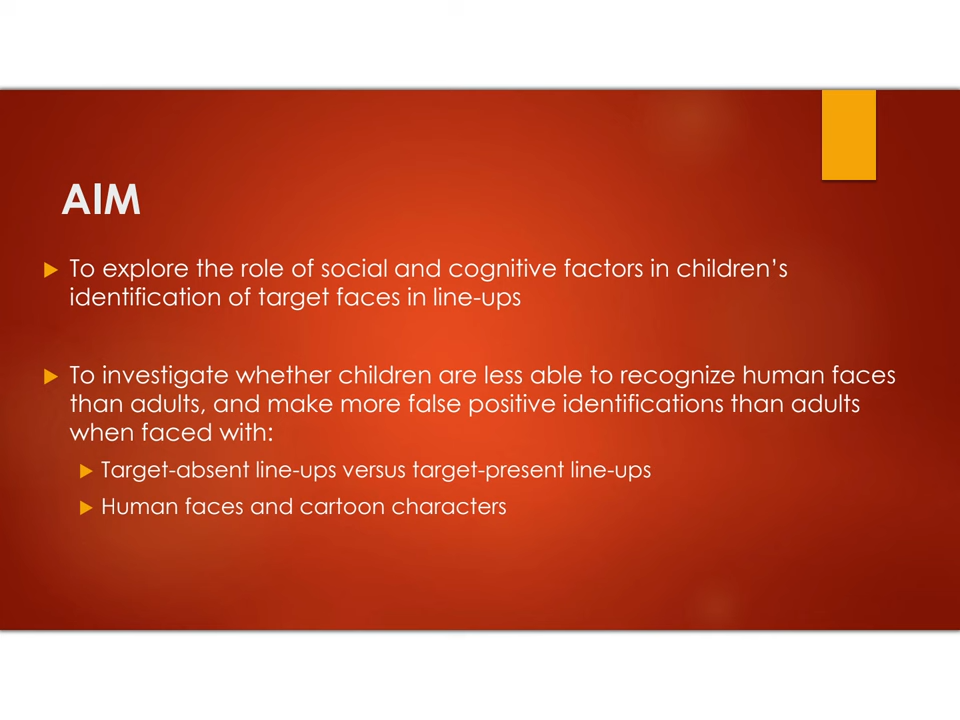 AIM
To explore the role of social and cognitive factors in children’s
identification of target faces in line-ups
To investigate whether children are less able to recognize human faces
than adults, and make more false positive identifications than adults
when faced with:
Target-absent line-ups versus target-present line-ups
Human faces and cartoon characters